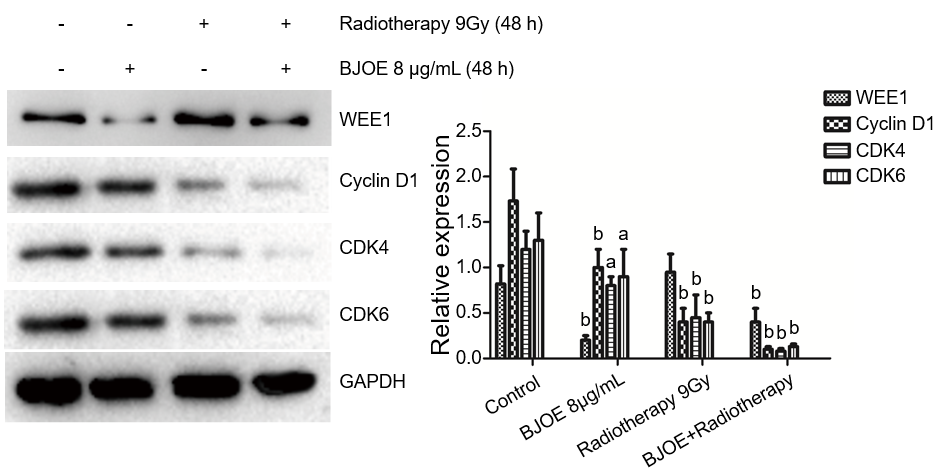 - - + + Radiotherapy 9Gy (48 h)
- + - + BJOE 8 µg/mL (48 h)
WEE1
Cyclin D1
CDK4
CDK6
GAPDH
Relative expression
2.5
2.0
1.5
1.0
0.5
0.0
b
b
a
a
b
b
b
b
b
b
b
Control
BJOE 8µg/mL
Radiotherapy 9Gy
BJOE+Radiotherapy
WEE1
Cyclin D1
CDK4
CDK6